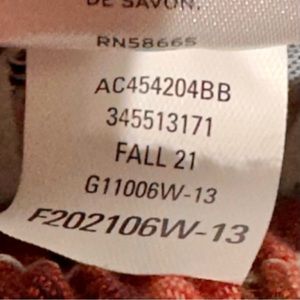 DE SAVON.
RN58665
AC454204BB
345513171
FALL 21
G11006W-13
F202106W-13